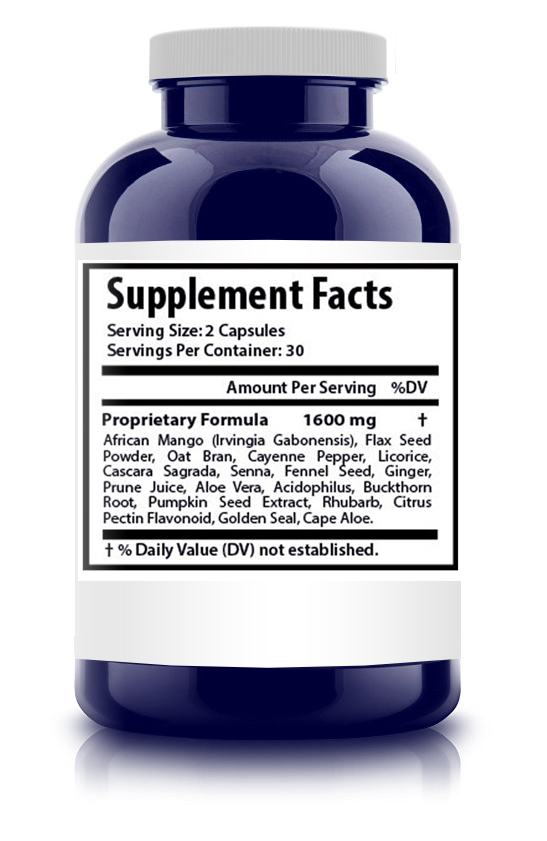 Supplement Facts
Serving Size: 2 Capsules
Servings Per Container: 30
Amount Per Serving %DV
Proprietary Formula 1600 mg †
African Mango (Irvingia Gabonensis), Flax Seed
Powder, Oat Bran, Cayenne Pepper, Licorice,
Cascara Sagrada, Senna, Fennel Seed, Ginger,
Prune Juice, Aloe Vera, Acidophilus, Buckthorn
Root, Pumpkin Seed Extract, Rhubarb, Citrus
Pectin Flavonoid, Golden Seal, Cape Aloe.
† % Daily Value (DV) not established.